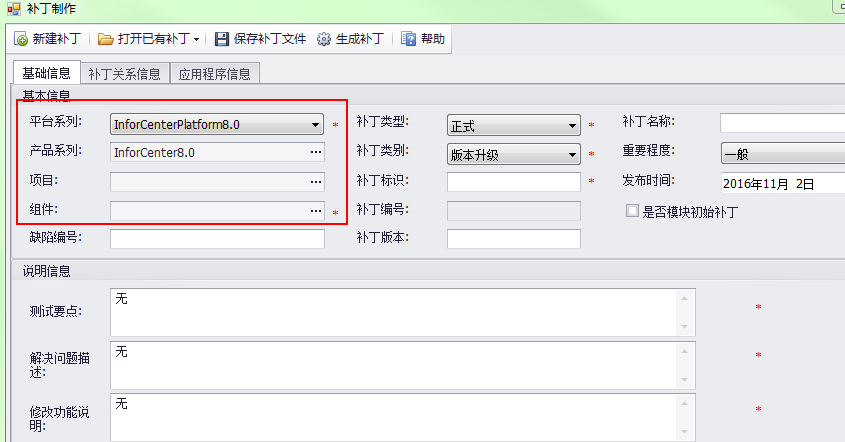 补丁制作
新建补丁 打开已有补丁 保存补丁文件 生成补丁 帮助
基础信息 补丁关系信息 应用程序信息
基本信息
平台系列: InforCenterPlatform8.0 * 补丁类型: 正式 * 补丁名称:
产品系列: InforCenter8.0 ... 补丁类别: 版本升级 * 重要程度: 一般
项目: ... 补丁标识: * 发布时间: 2016年11月 2日
组件: ... * 补丁编号: 是否模块初始补丁
缺陷编号: 补丁版本:
说明信息
测试要点: 无 *
解决问题描述: 无 *
修改功能说明: 无 *